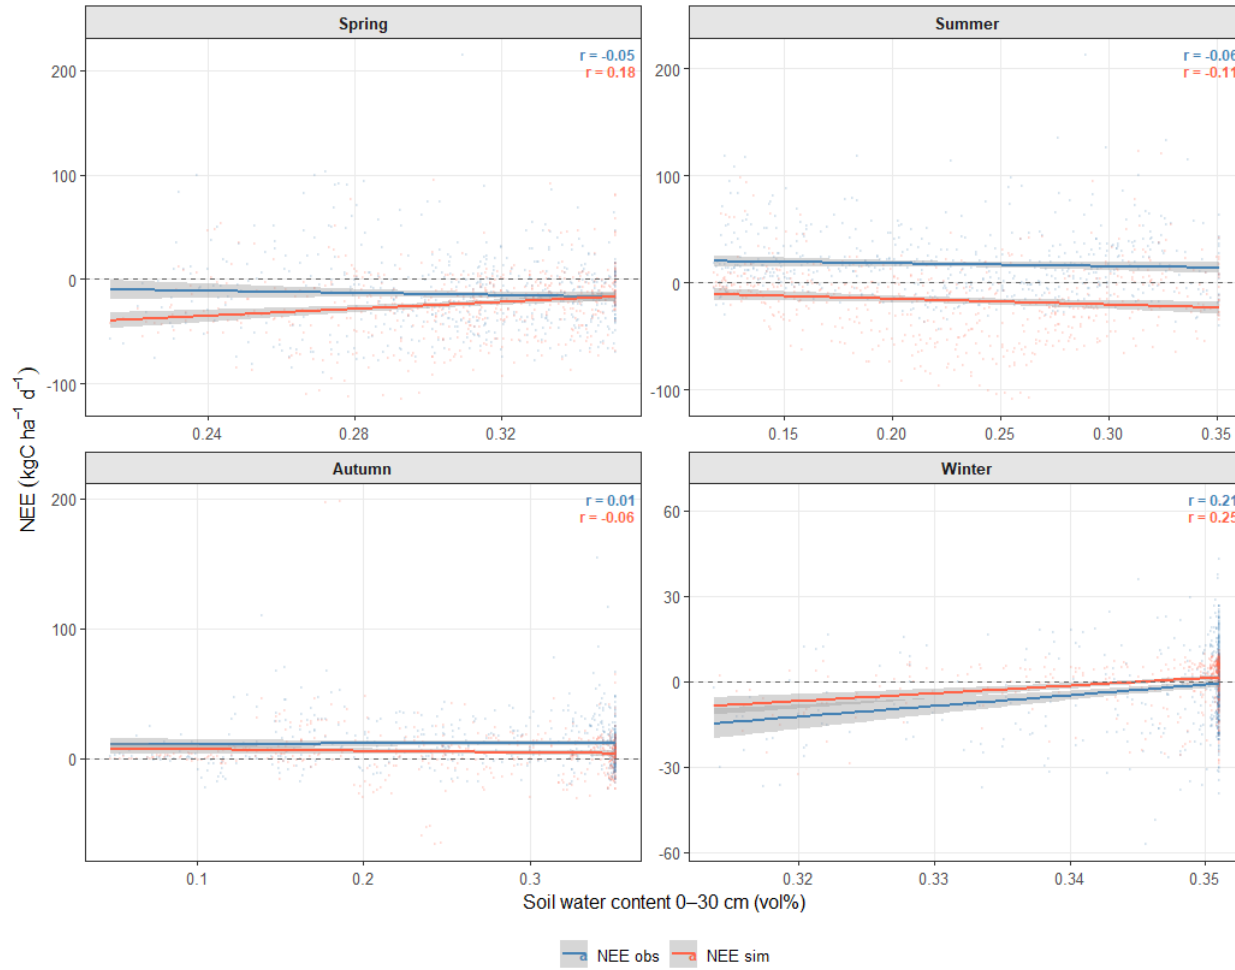 Spring
Summer
r = -0.05
r = 0.18
r = -0.06
r = -0.11
200
100
0
-100
200
100
0
-100
0.24
0.28
0.32
0.15
0.20
0.25
0.30
0.35
Autumn
Winter
r = 0.01
r = -0.06
r = 0.21
r = 0.25
200
100
0
60
30
0
-30
-60
0.1
0.2
0.3
0.32
0.33
0.34
0.35
NEE (kgC ha⁻¹ d⁻¹)
Soil water content 0–30 cm (vol%)
a NEE obs a NEE sim